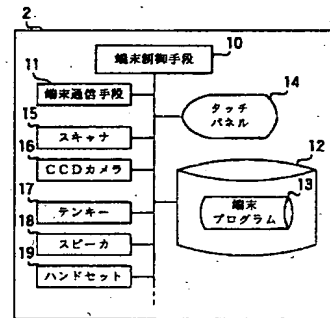 2
10
端末制御手段
11
端末通信手段
14
タッチ
パネル
15
スキャナ
12
16
CCDカメラ
13
端末
プログラム
17
テンキー
18
スピーカ
19
ハンドセット